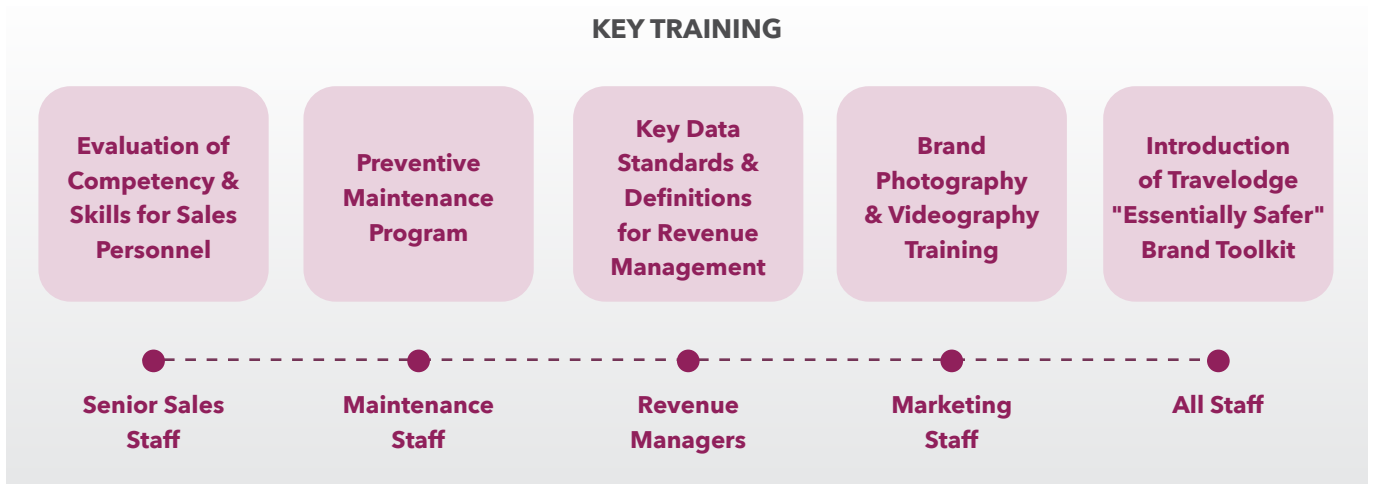 KEY TRAINING
Evaluation of
Competency &
Skills for Sales
Personnel
Preventive
Maintenance
Program
Key Data
Standards &
Definitions
for Revenue
Management
Brand
Photography
& Videography
Training
Introduction
of Travelodge
"Essentially Safer"
Brand Toolkit
Senior Sales
Staff
Maintenance
Staff
Revenue
Managers
Marketing
Staff
All Staff